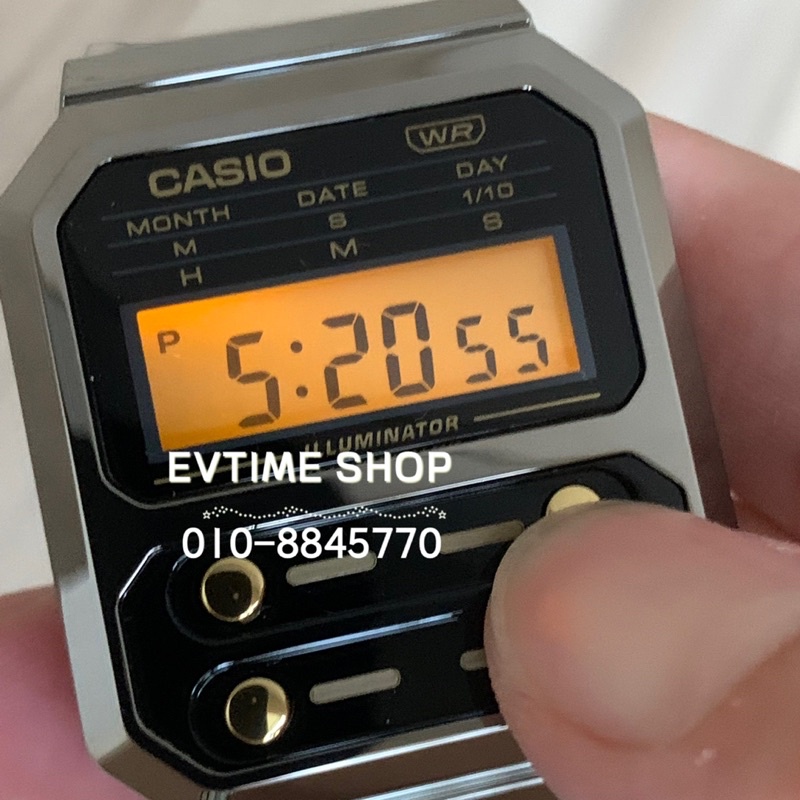 WR
CASIO
MONTH DATE DAY
M S 1/10
H M S
P 5:20 55
ILLUMINATOR
EVTIME SHOP
010-8845770